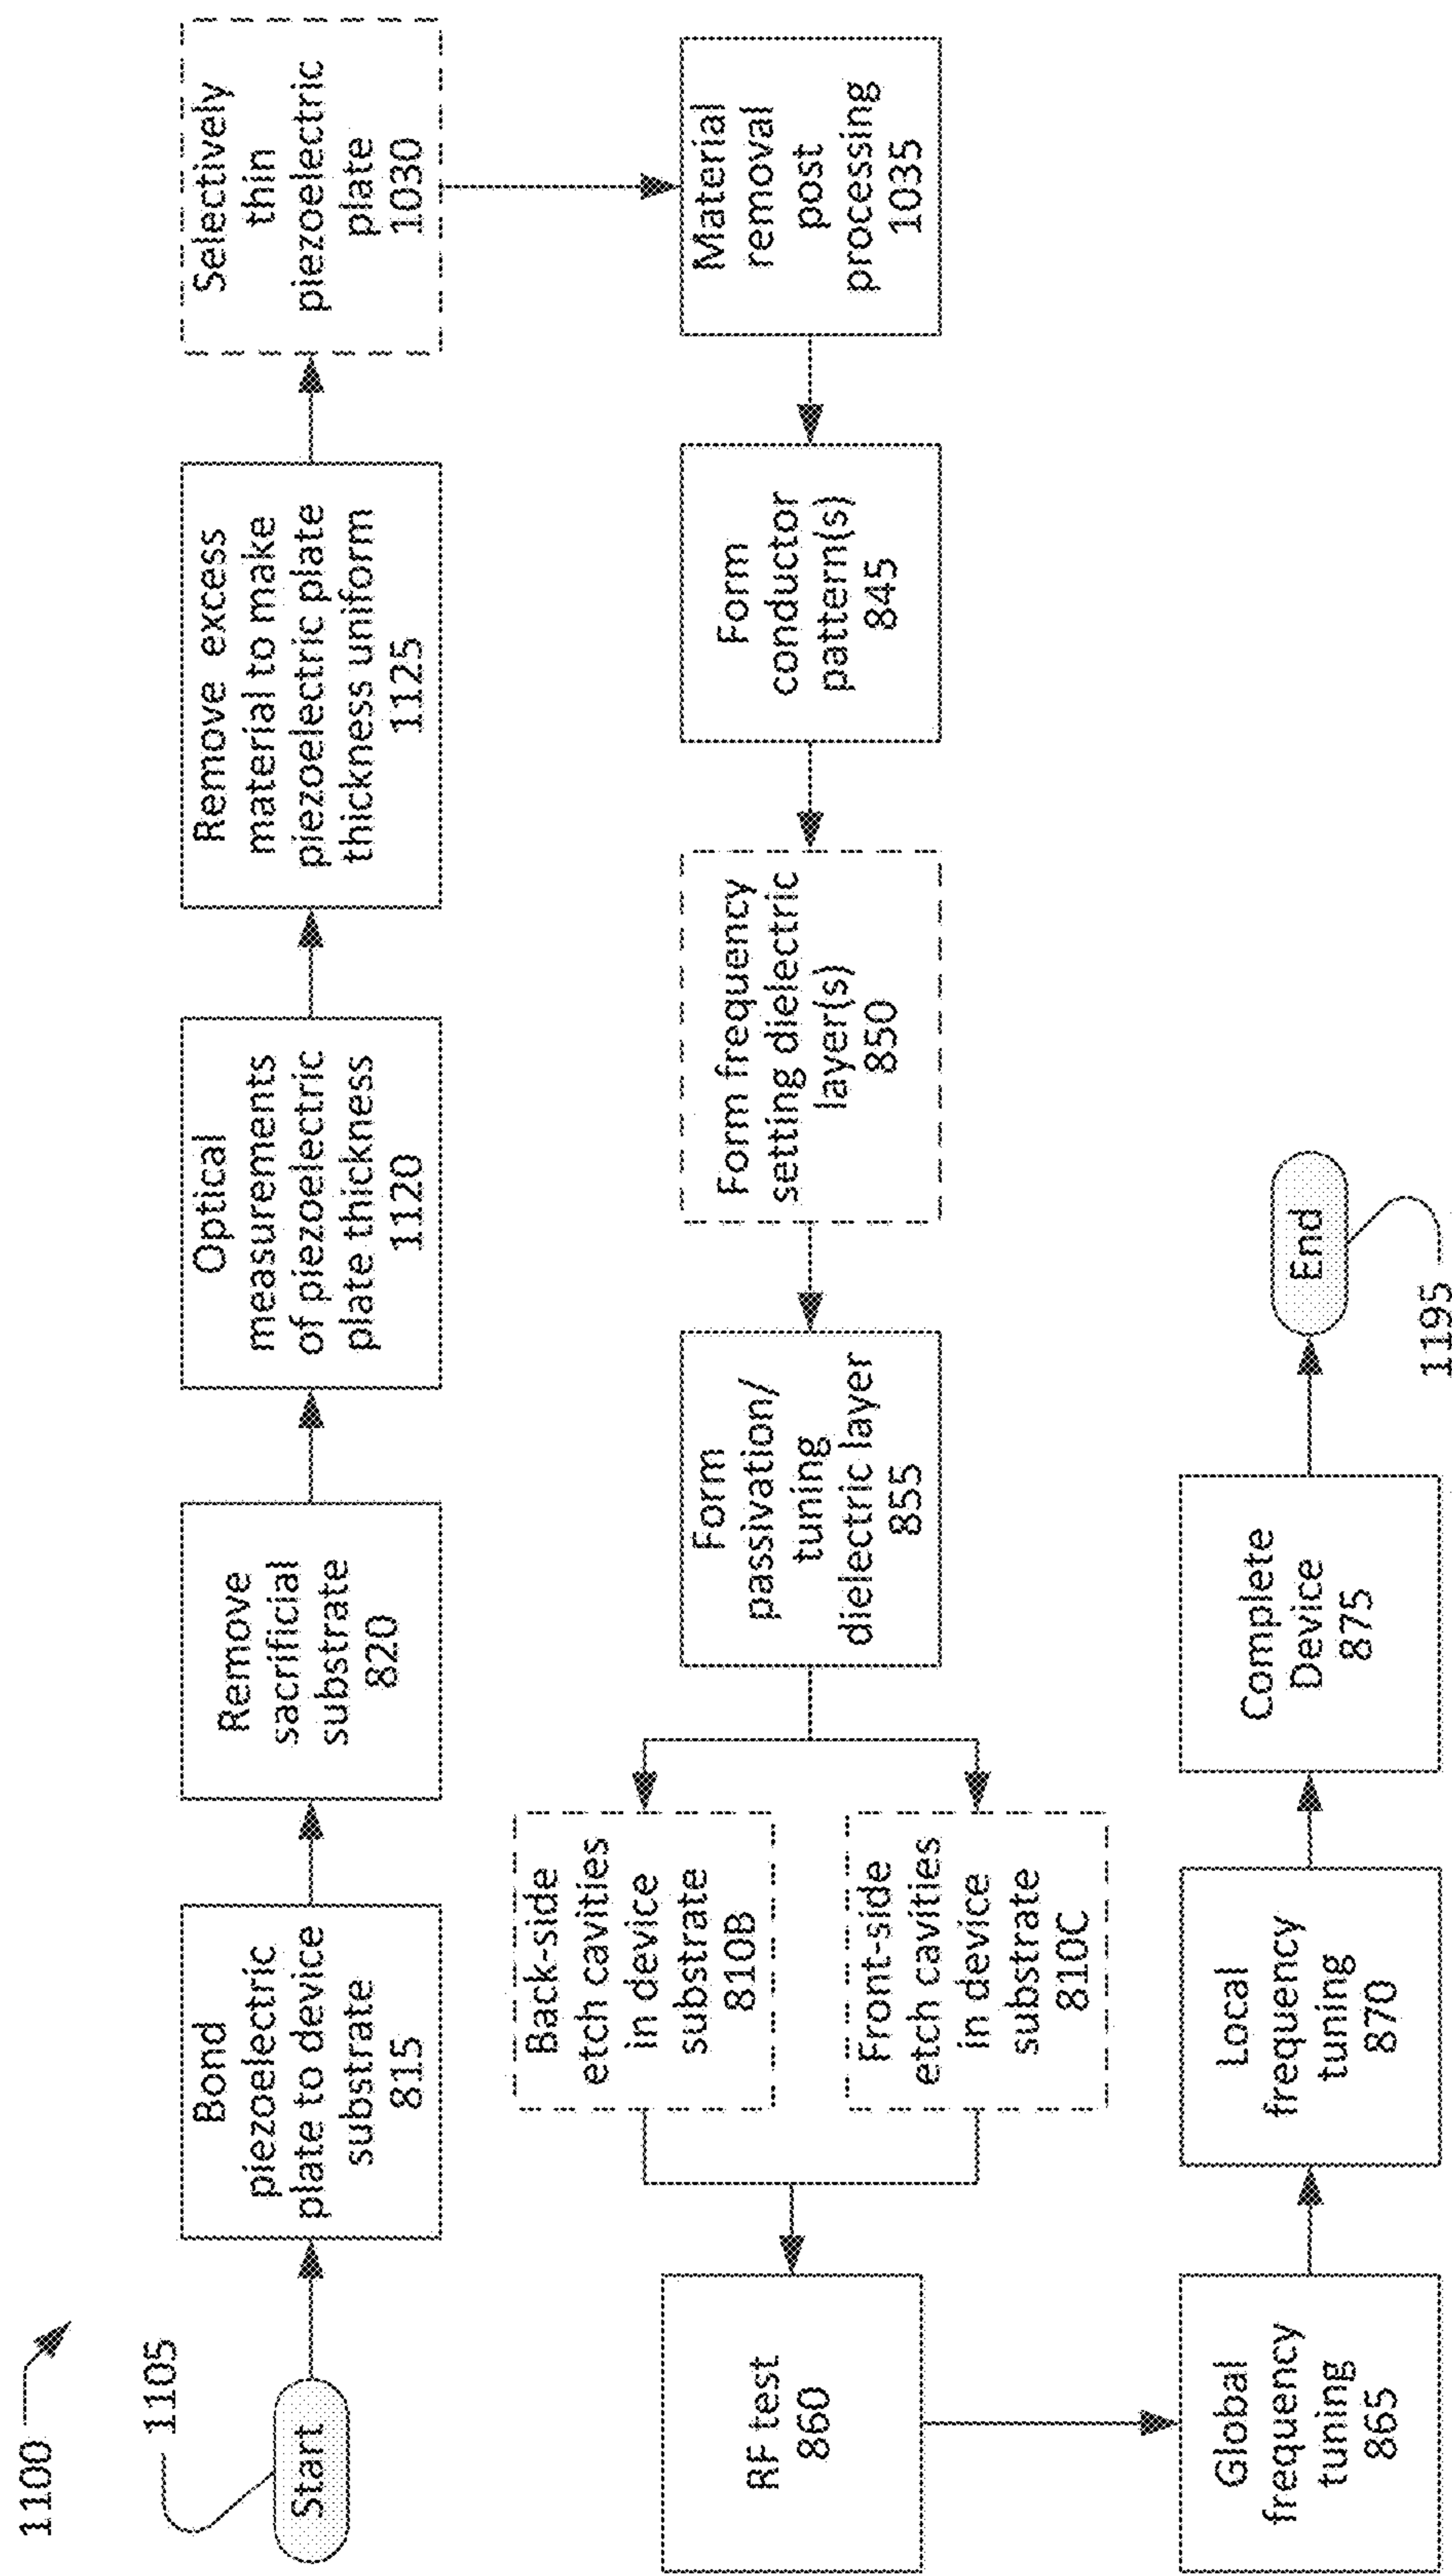 1100
1105
Start
Bond
piezoelectric
plate to device
substrate
815
Remove
sacrificial
substrate
820
Optical
measurements
of piezoelectric
plate thickness
1120
Remove excess
material to make
piezoelectric plate
thickness uniform
1125
Selectively
thin
piezoelectric
plate
1030
Material
removal
post
processing
1035
Form
conductor
pattern(s)
845
Form frequency
setting dielectric
layer(s)
850
Form
passivation/
tuning
dielectric layer
855
Back-side
etch cavities
in device
substrate
810B
Front-side
etch cavities
in device
substrate
810C
RF test
860
Global
frequency
tuning
865
Local
frequency
tuning
870
Complete
Device
875
End
1195